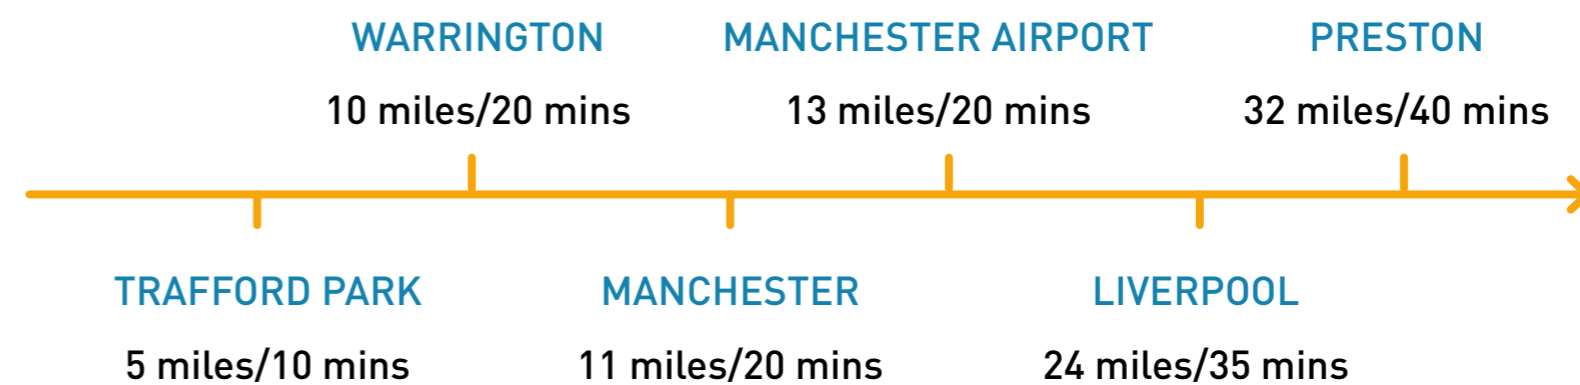 WARRINGTON
10 miles/20 mins
MANCHESTER AIRPORT
13 miles/20 mins
PRESTON
32 miles/40 mins
TRAFFORD PARK
5 miles/10 mins
MANCHESTER
11 miles/20 mins
LIVERPOOL
24 miles/35 mins